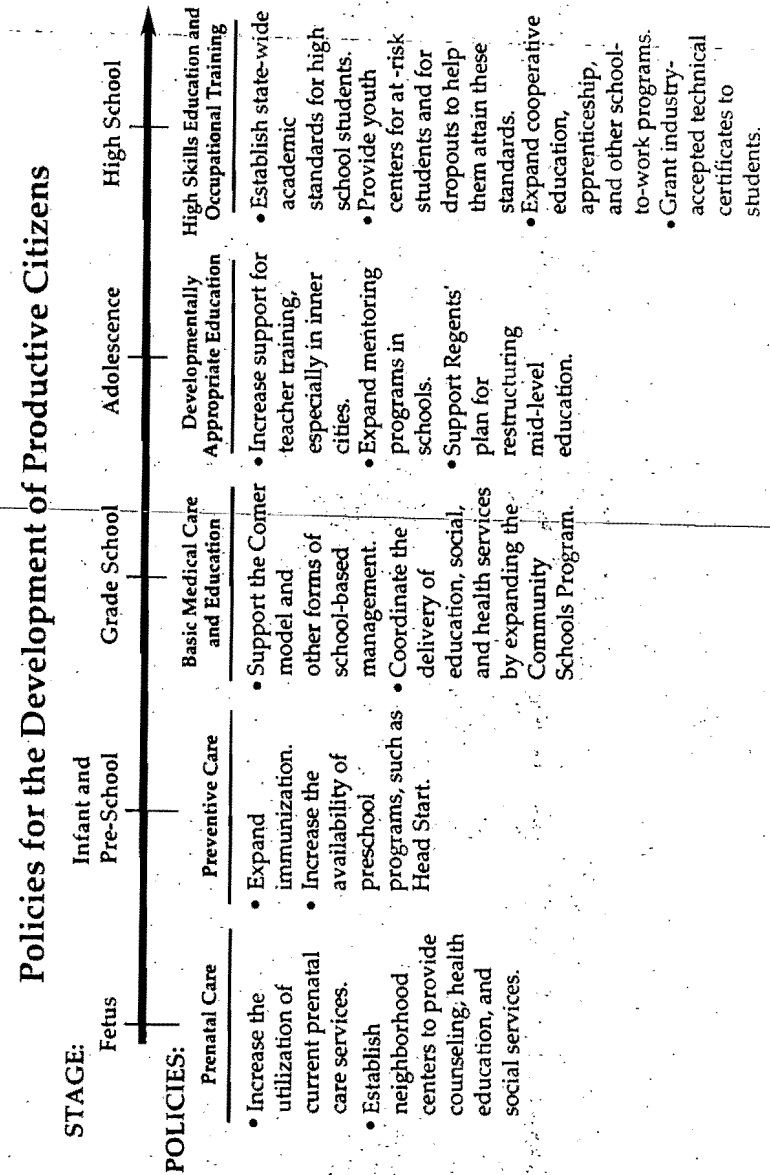 Policies for the Development of Productive Citizens
STAGE:
Fetus
Infant and
Pre-School
Grade School
Adolescence
High School
POLICIES:
Prenatal Care
• Increase the
utilization of
current prenatal
care services.
• Establish
neighborhood
centers to provide
counseling, health
education, and
social services.
Preventive Care
• Expand
immunization.
• Increase the
availability of
preschool
programs, such as
Head Start.
Basic Medical Care
and Education
• Support the Comer
model and
other forms of
school-based
management.
• Coordinate the
delivery of
education, social,
and health services
by expanding the
Community
Schools Program.
Developmentally
Appropriate Education
• Increase support for
teacher training,
especially in inner
cities.
• Expand mentoring
programs in
schools.
• Support Regents'
plan for
restructuring
mid-level
education.
High Skills Education and
Occupational Training
• Establish state-wide
academic
standards for high
school students.
• Provide youth
centers for at-risk
students and for
dropouts to help
them attain these
standards.
• Expand cooperative
education,
apprenticeship,
and other school-
to-work programs.
• Grant industry-
accepted technical
certificates to
students.